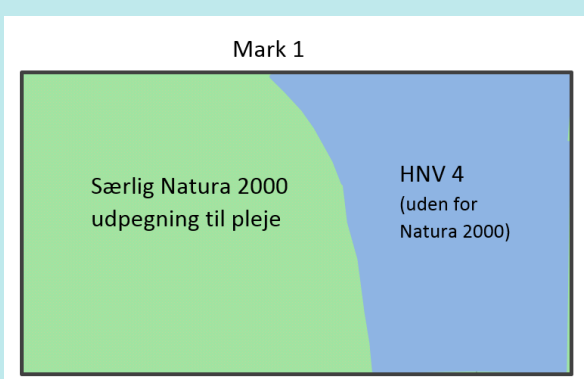 Mark 1
Særlig Natura 2000
udpegning til pleje
HNV 4
(uden for
Natura 2000)